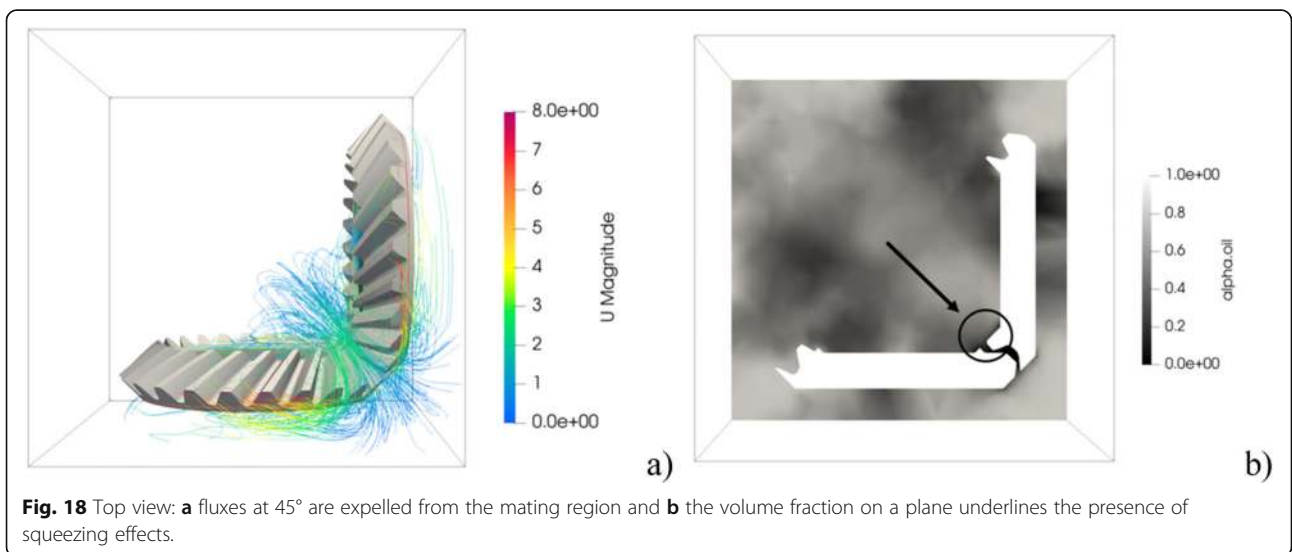 8.0e+00
7
6
5
4
3
2
1
0.0e+00
U Magnitude
a)
1.0e+00
0.8
0.6
0.4
0.2
0.0e+00
alpha.oil
b)
Fig. 18 Top view: a fluxes at 45° are expelled from the mating region and b the volume fraction on a plane underlines the presence of
squeezing effects.